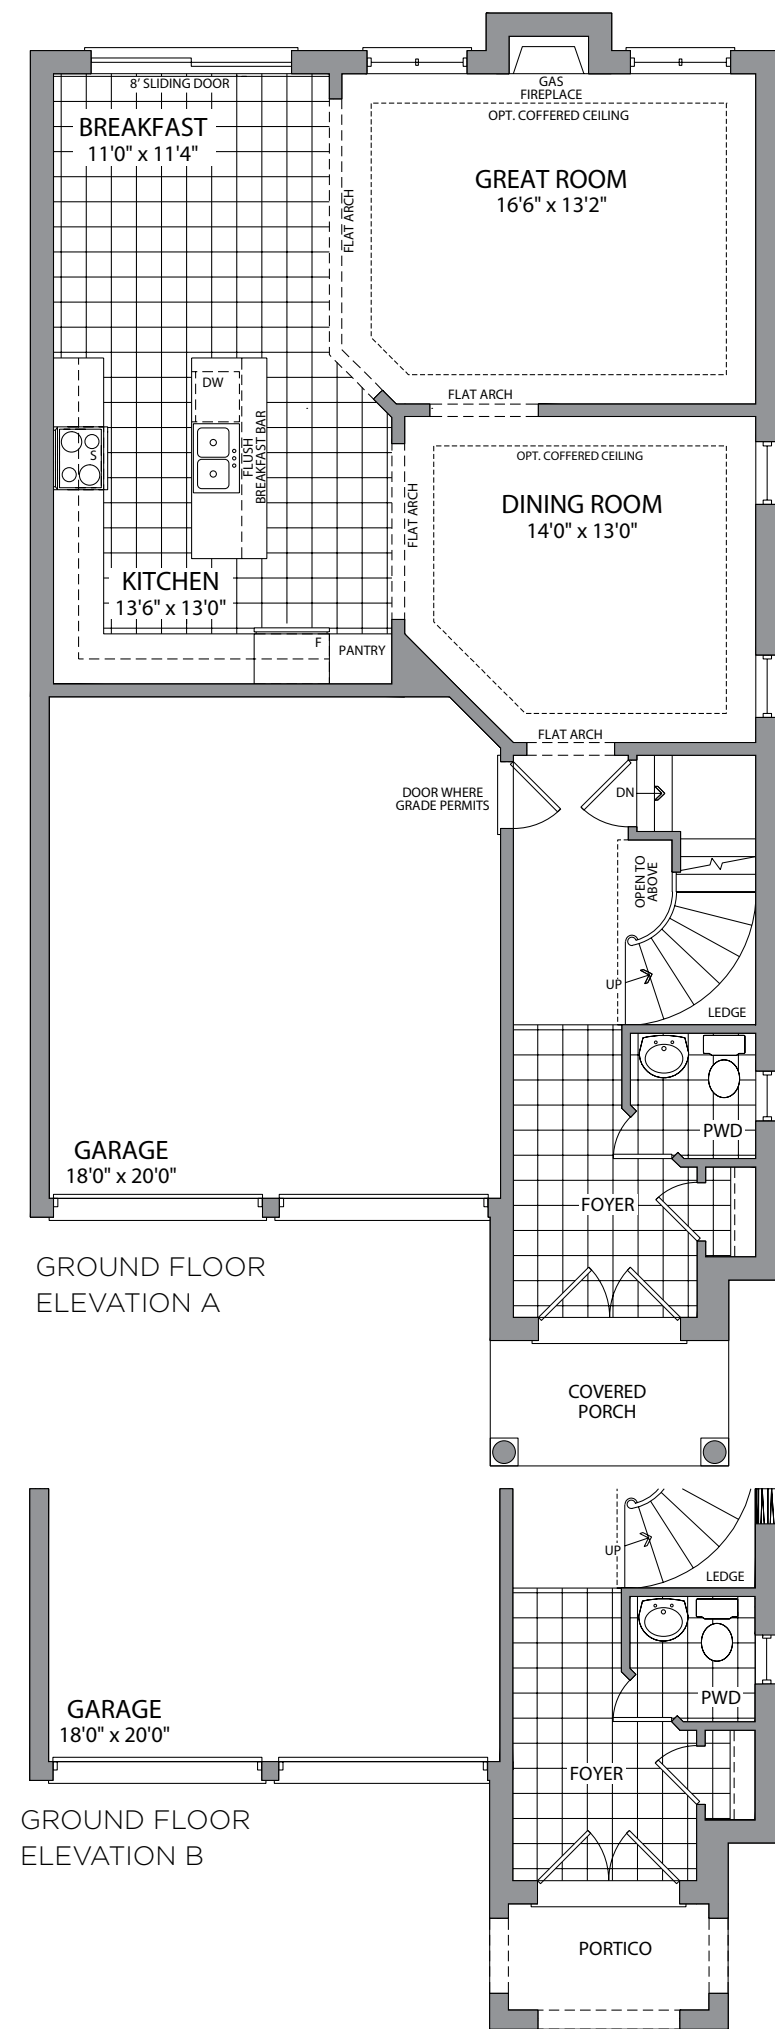 8' SLIDING DOOR
GAS
FIREPLACE
OPT. COFFERED CEILING
BREAKFAST
11'0" x 11'4"
GREAT ROOM
16'6" x 13'2"
FLAT ARCH
DW
FLAT ARCH
FLUSH
BREAKFAST BAR
S
OPT. COFFERED CEILING
FLAT ARCH
DINING ROOM
14'0" x 13'0"
KITCHEN
13'6" x 13'0"
F
PANTRY
FLAT ARCH
DOOR WHERE
GRADE PERMITS
DN
OPEN TO
ABOVE
UP
LEDGE
PWD
GARAGE
18'0" x 20'0"
FOYER
GROUND FLOOR
ELEVATION A
COVERED
PORCH
UP
LEDGE
PWD
GARAGE
18'0" x 20'0"
FOYER
GROUND FLOOR
ELEVATION B
PORTICO